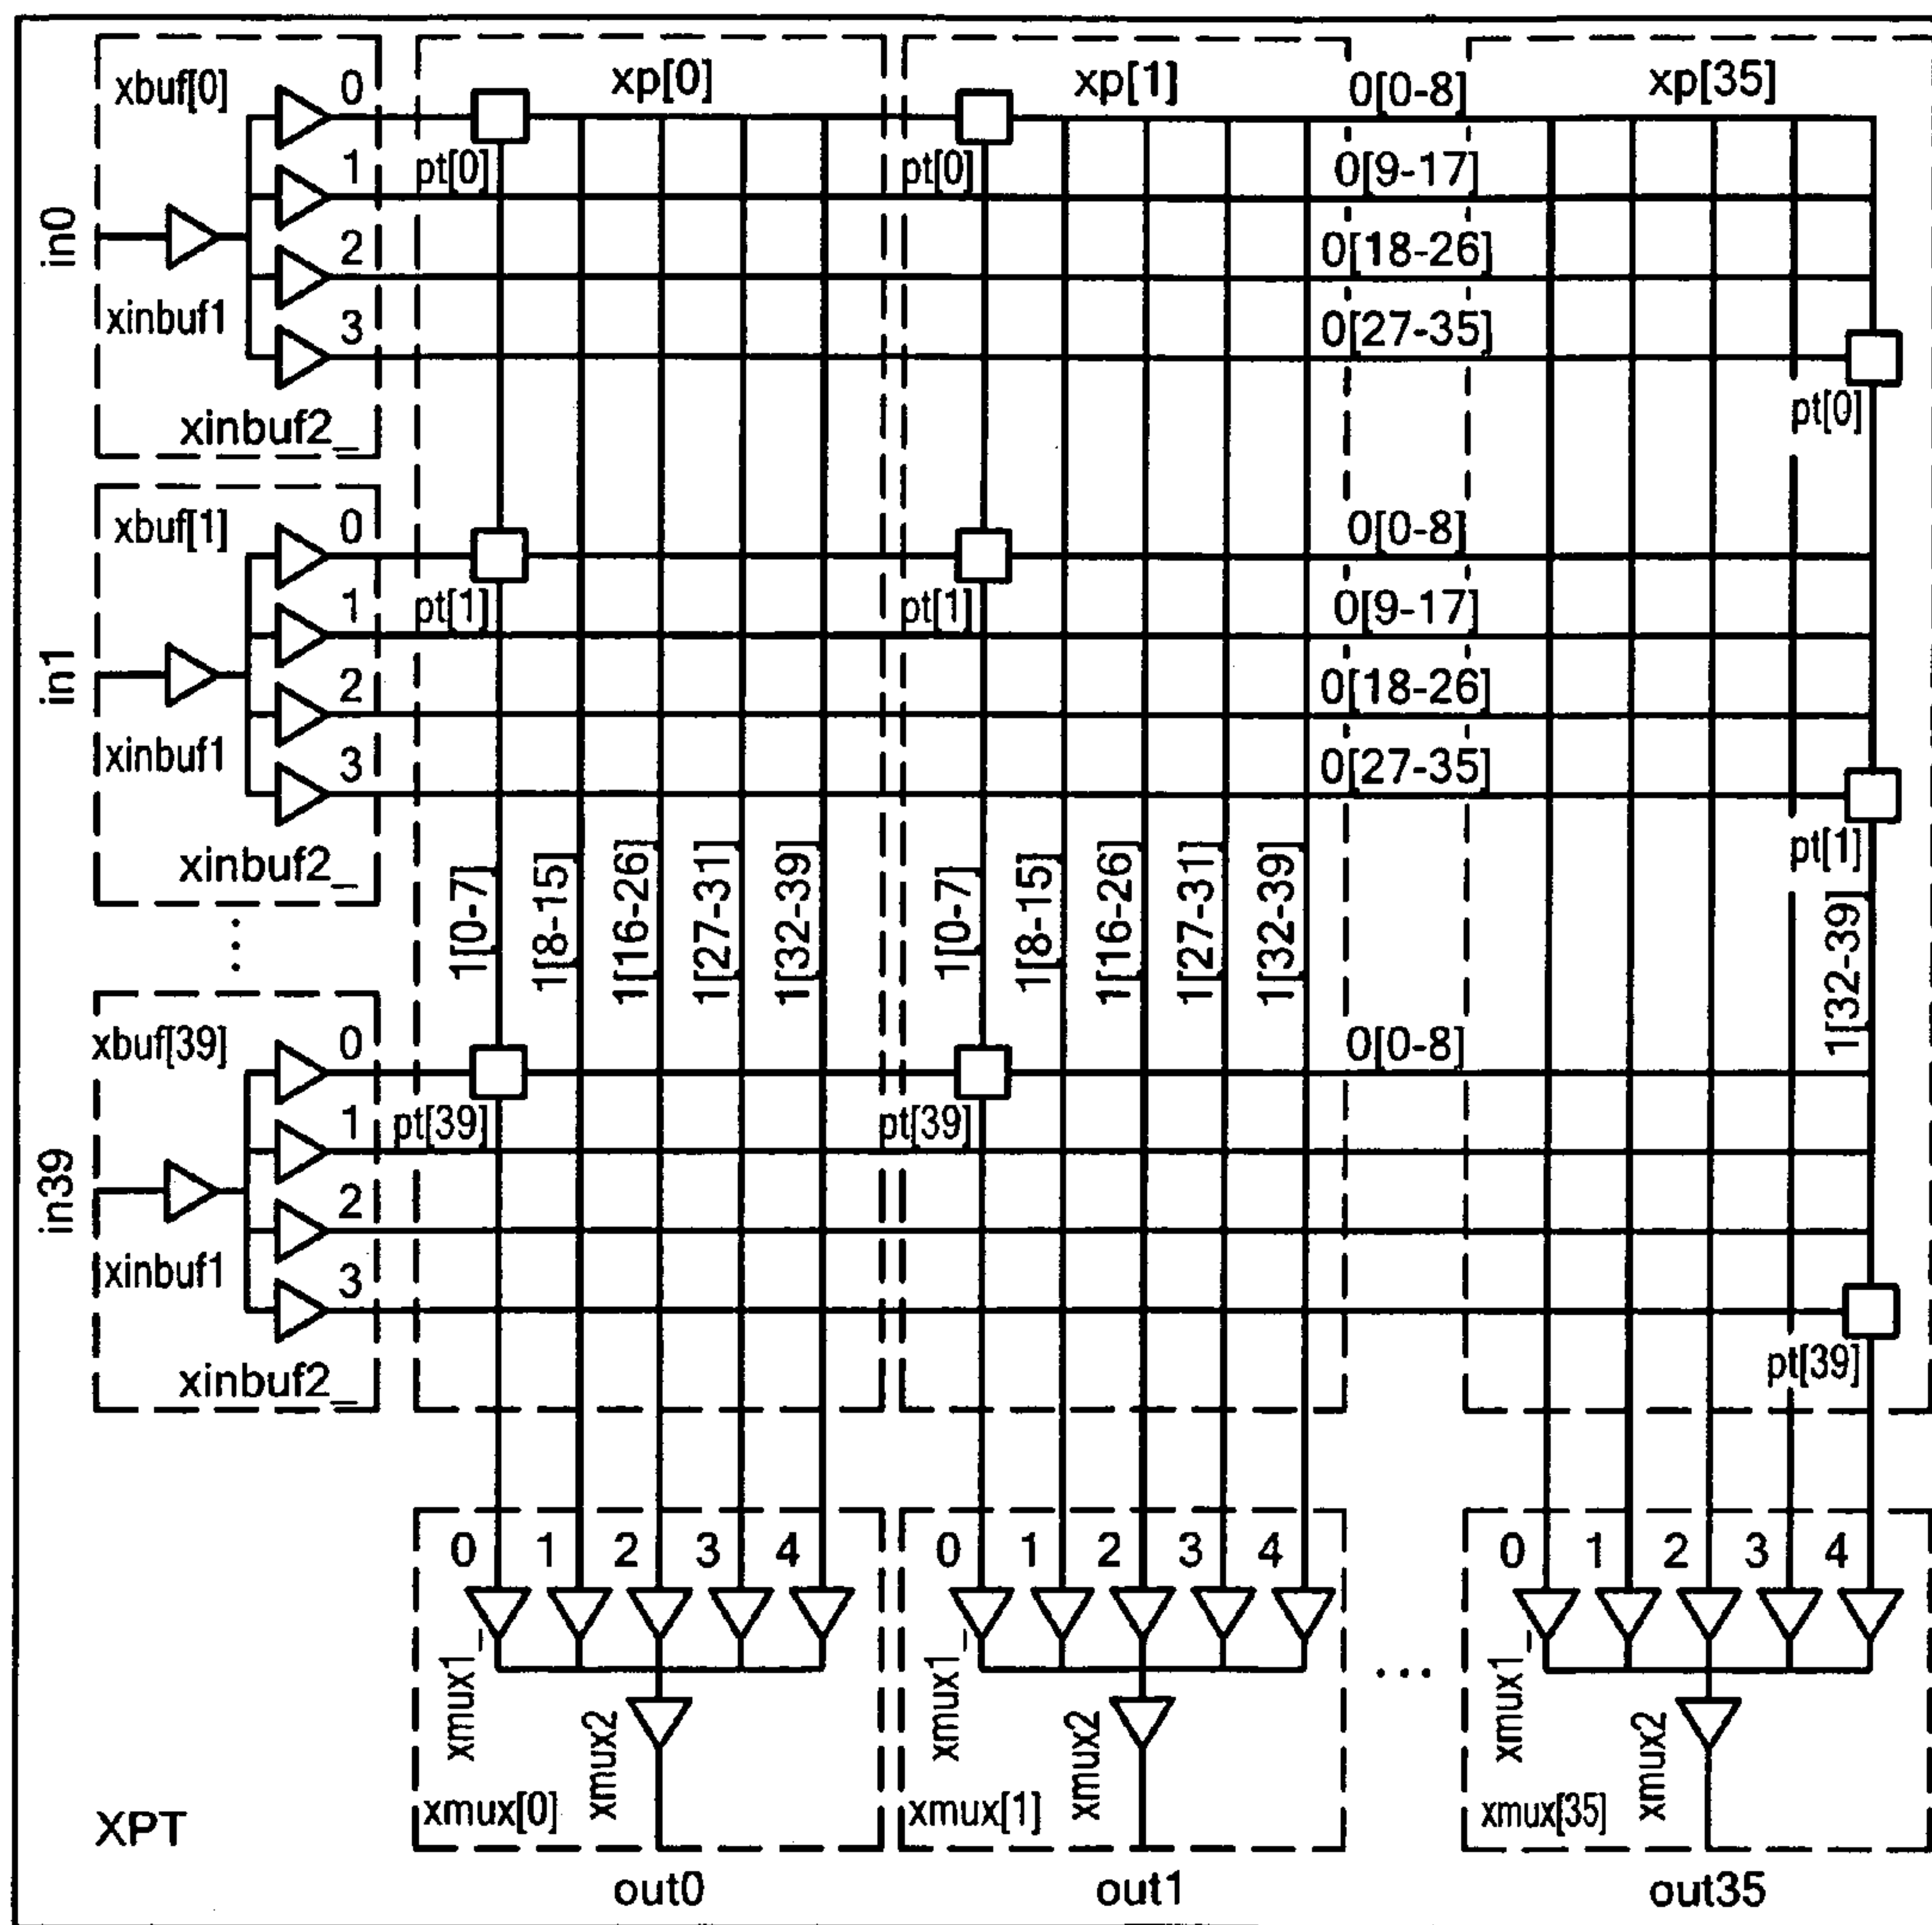 xbuf[0] 0 xp[0] xp[1] 0[0-8] xp[35]
1 pt[0] pt[0] 0[9-17]
in0 2 0[18-26]
xinbuf1 3 0[27-35]
xinbuf2_ pt[0]
xbuf[1] 0 0[0-8]
1 pt[1] pt[1] 0[9-17]
in1 2 0[18-26]
xinbuf1 3 0[27-35]
xinbuf2_ pt[1]
1[0-7] 1[8-15] 1[16-26] 1[27-31] 1[32-39] 1[0-7] 1[8-15] 1[16-26] 1[27-31] 1[32-39] 1[32-39]
xbuf[39] 0 0[0-8]
1 pt[39] pt[39]
in39 2
xinbuf1 3
xinbuf2_ pt[39]
0 1 2 3 4 0 1 2 3 4 0 1 2 3 4
xmux1_ xmux2 xmux1_ xmux2 ... xmux1_ xmux2
XPT xmux[0] xmux[1] xmux[35]
out0 out1 out35